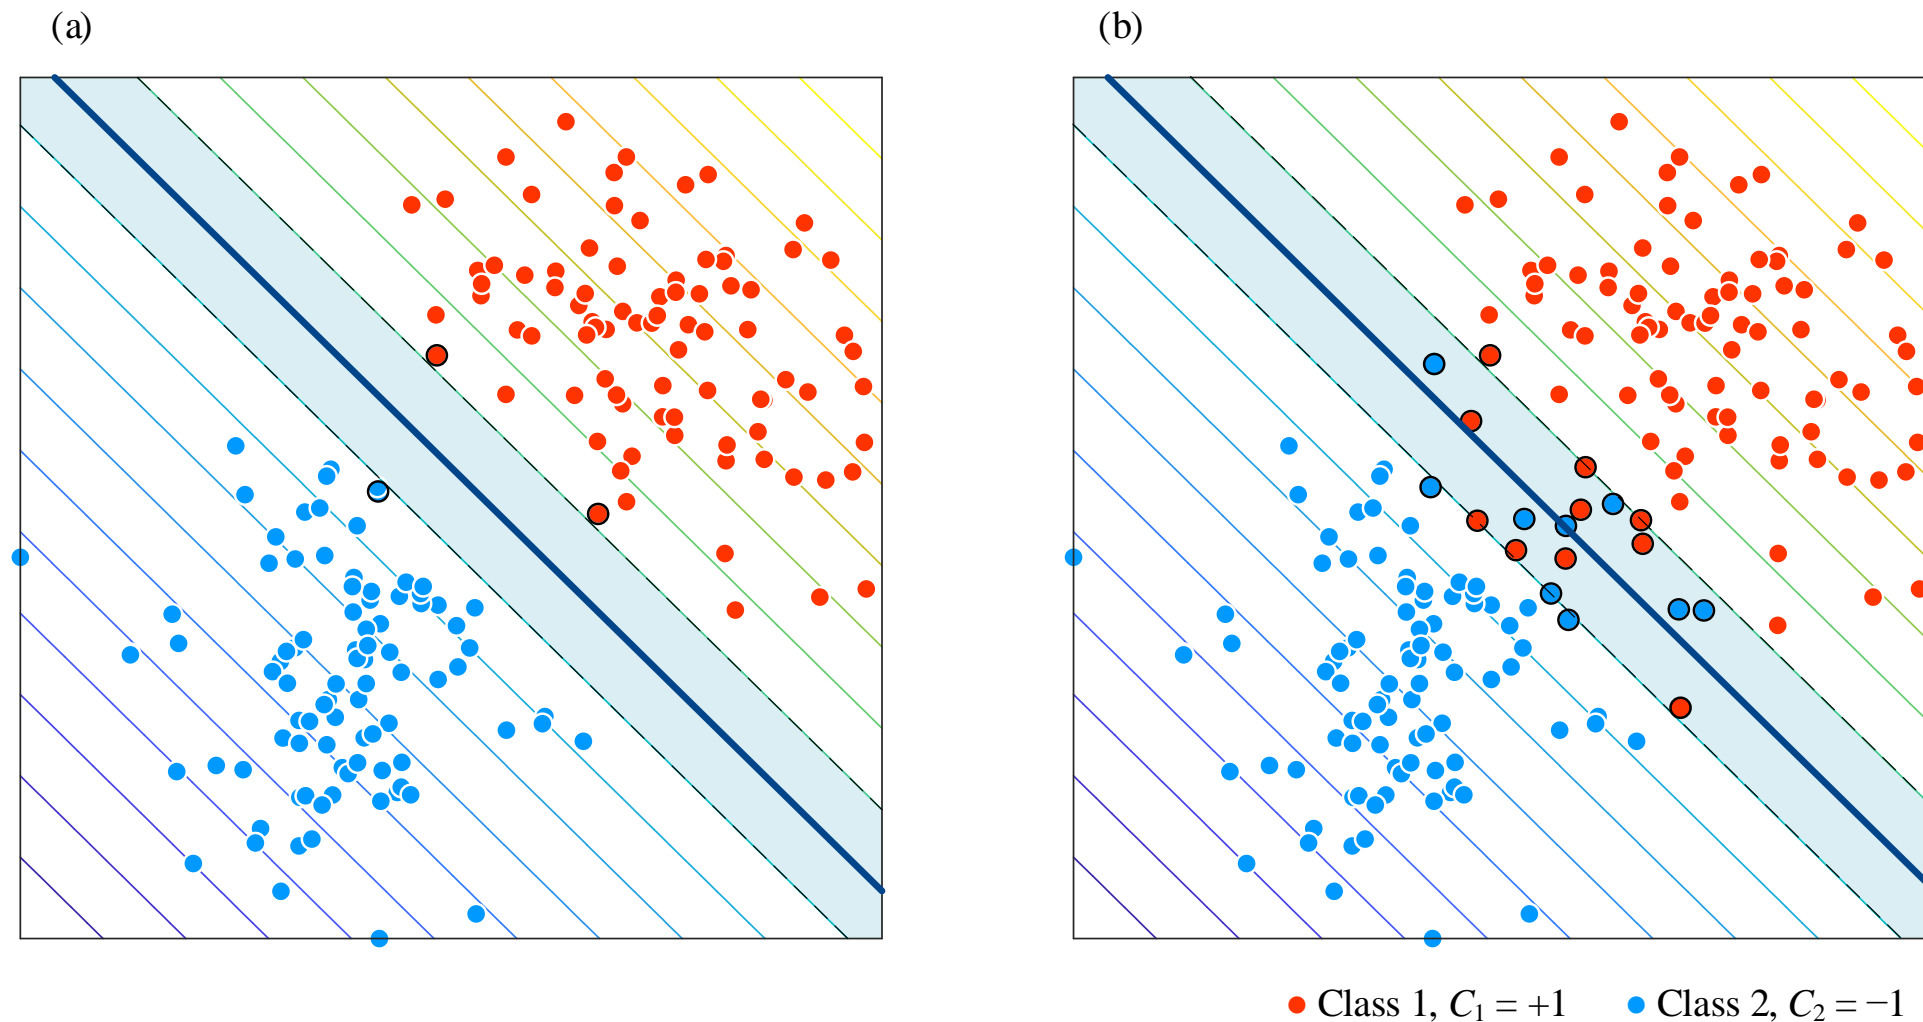 (a)
(b)
Class 1, C₁ = +1
Class 2, C₂ = −1